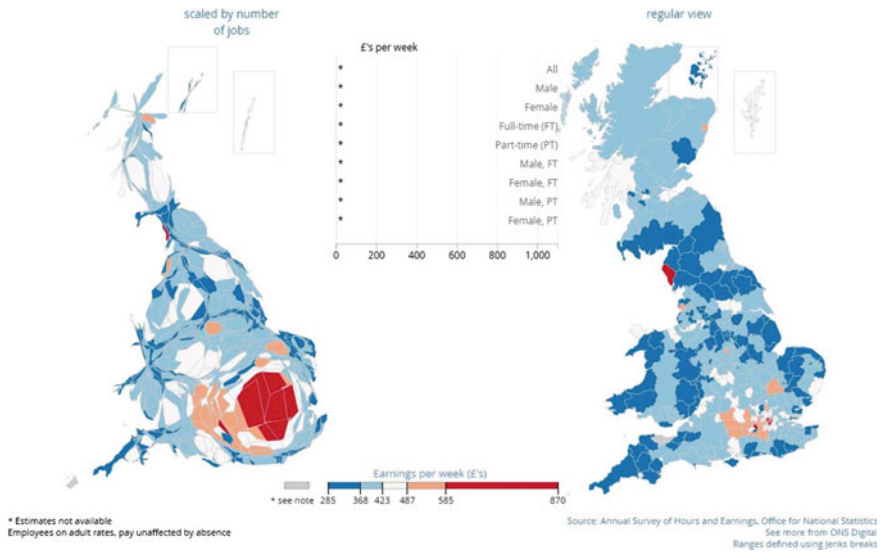 scaled by number
of jobs
regular view
£'s per week
* All
* Male
* Female
* Full-time (FT)
* Part-time (PT)
* Male, FT
* Female, FT
* Male, PT
* Female, PT
0 200 400 600 800 1,000
Earnings per week (£'s)
* see note
285 368 423 487 585 870
* Estimates not available
Employees on adult rates, pay unaffected by absence
Source: Annual Survey of Hours and Earnings, Office for National Statistics
See more from ONS Digital
Ranges defined using Jenks breaks